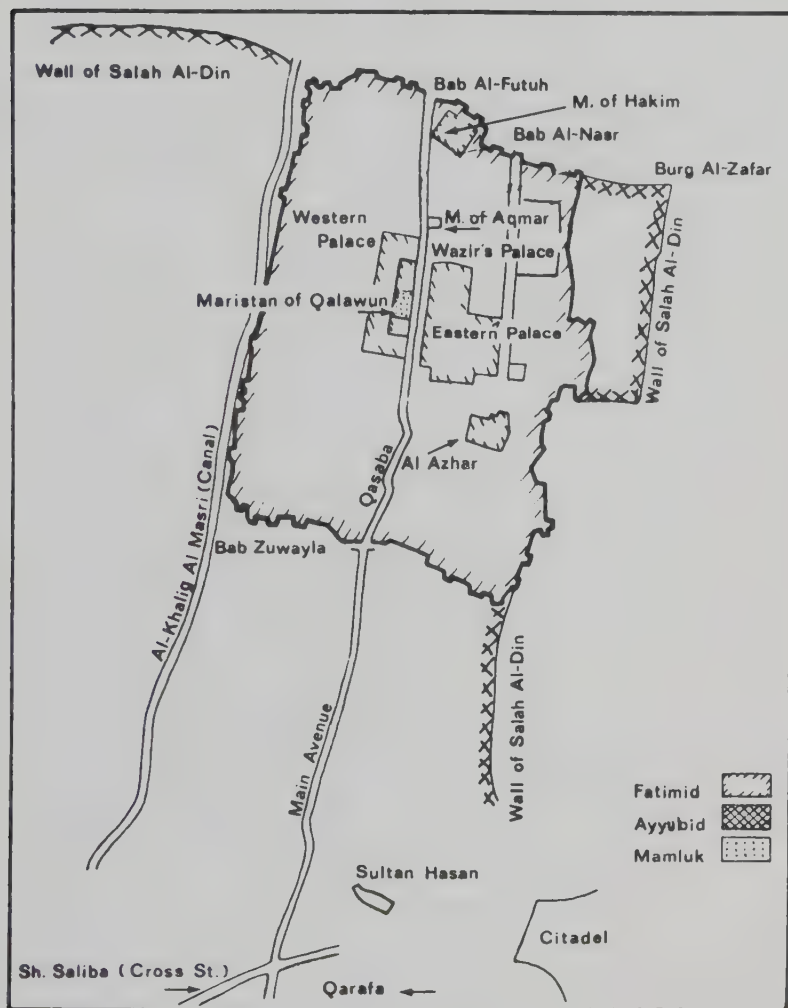 Wall of Salah Al-Din
Bab Al-Futuh
M. of Hakim
Bab Al-Nasr
Burg Al-Zafar
Western
Palace
M. of Aqmar
Wazir's Palace
Maristan of Qalawun
Eastern Palace
Wall of Salah Al-Din
Al Azhar
Qasaba
Al-Khalig Al Masri (Canal)
Bab Zuwayla
Main Avenue
Wall of Salah Al-Din
Fatimid
Ayyubid
Mamluk
Sultan Hasan
Citadel
Sh. Saliba (Cross St.)
Qarafa